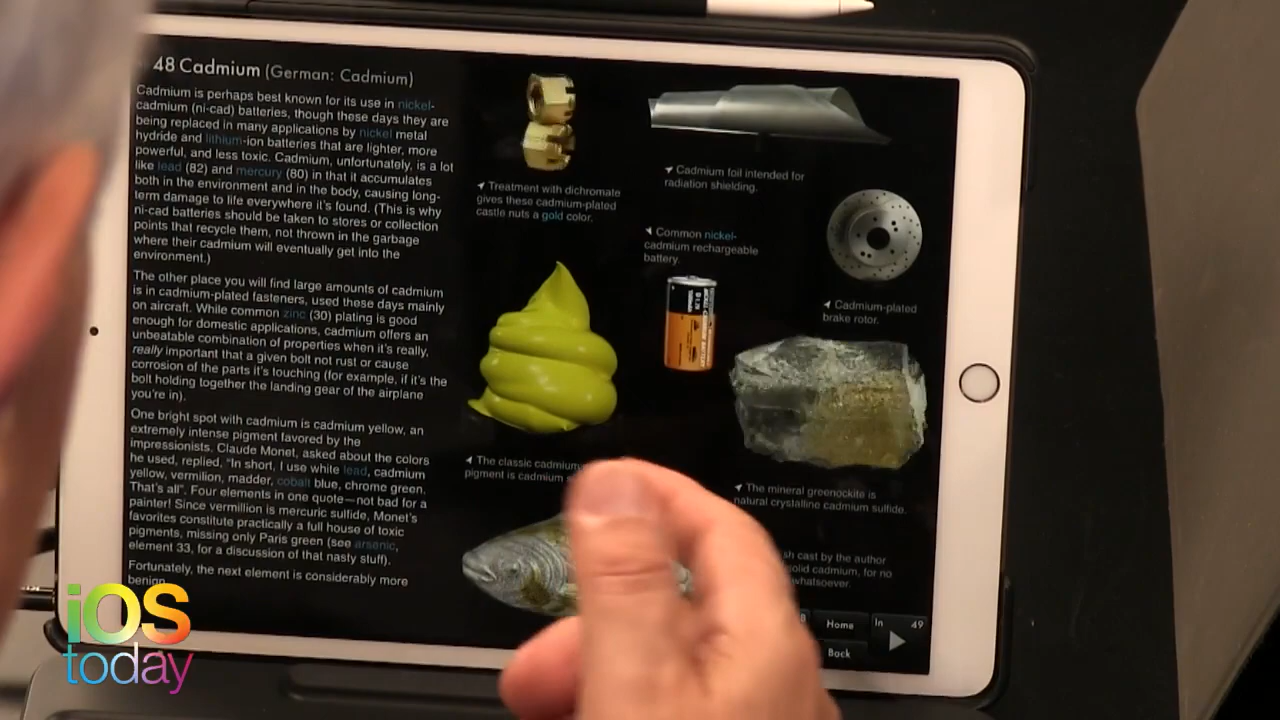 48 Cadmium (German: Cadmium)
Cadmium is perhaps best known for its use in nickel-
cadmium (ni-cad) batteries, though these days they are
being replaced in many applications by nickel metal
hydride and lithium-ion batteries that are lighter, more
powerful, and less toxic. Cadmium, unfortunately, is a lot
like lead (82) and mercury (80) in that it accumulates
both in the environment and in the body, causing long-
term damage to life everywhere it's found. (This is why
ni-cad batteries should be taken to stores or collection
points that recycle them, not thrown in the garbage
where their cadmium will eventually get into the
environment.)
The other place you will find large amounts of cadmium
is in cadmium-plated fasteners, used these days mainly
on aircraft. While common zinc (30) plating is good
enough for domestic applications, cadmium offers an
unbeatable combination of properties when it's really,
really important that a given bolt not rust or cause
corrosion of the parts it's touching (for example, if it's the
bolt holding together the landing gear of the airplane
you're in).
One bright spot with cadmium is cadmium yellow, an
extremely intense pigment favored by the
impressionists. Claude Monet, asked about the colors
he used, replied, "In short, I use white lead, cadmium
yellow, vermilion, madder, cobalt blue, chrome green.
That's all". Four elements in one quote—not bad for a
painter! Since vermillion is mercuric sulfide, Monet's
favorites constitute practically a full house of toxic
pigments, missing only Paris green (see arsenic,
element 33, for a discussion of that nasty stuff).
Fortunately, the next element is considerably more
benign.
Treatment with dichromate
gives these cadmium-plated
castle nuts a gold color.
Cadmium foil intended for
radiation shielding.
Common nickel-
cadmium rechargeable
battery.
Cadmium-plated
brake rotor.
The classic cadmium
pigment is cadmium s
The mineral greenockite is
natural crystalline cadmium sulfide.
sh cast by the author
solid cadmium, for no
whatsoever.
Home
Back
In 49
iOS
today